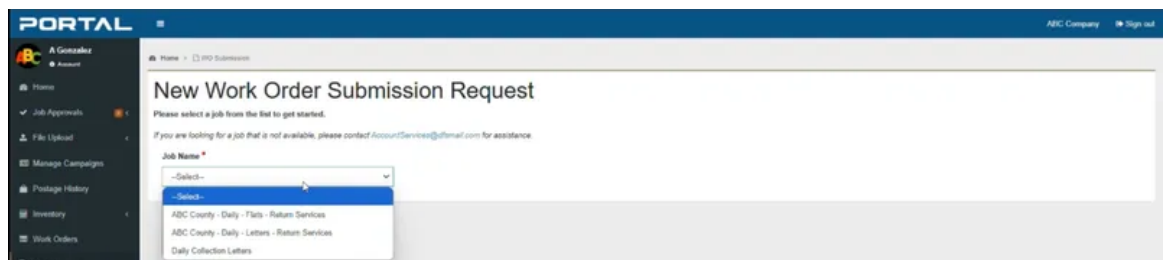 PORTAL
ABC Company Sign out
ABC
A Gonzalez
Account
Home > WO Submission
Home
New Work Order Submission Request
Job Approvals
Please select a job from the list to get started.
File Upload
If you are looking for a job that is not available, please contact AccountServices@dfsmail.com for assistance.
Manage Campaigns
Job Name *
--Select--
Postage History
--Select--
Inventory
ABC County - Daily - Flats - Return Services
ABC County - Daily - Letters - Return Services
Work Orders
Daily Collection Letters